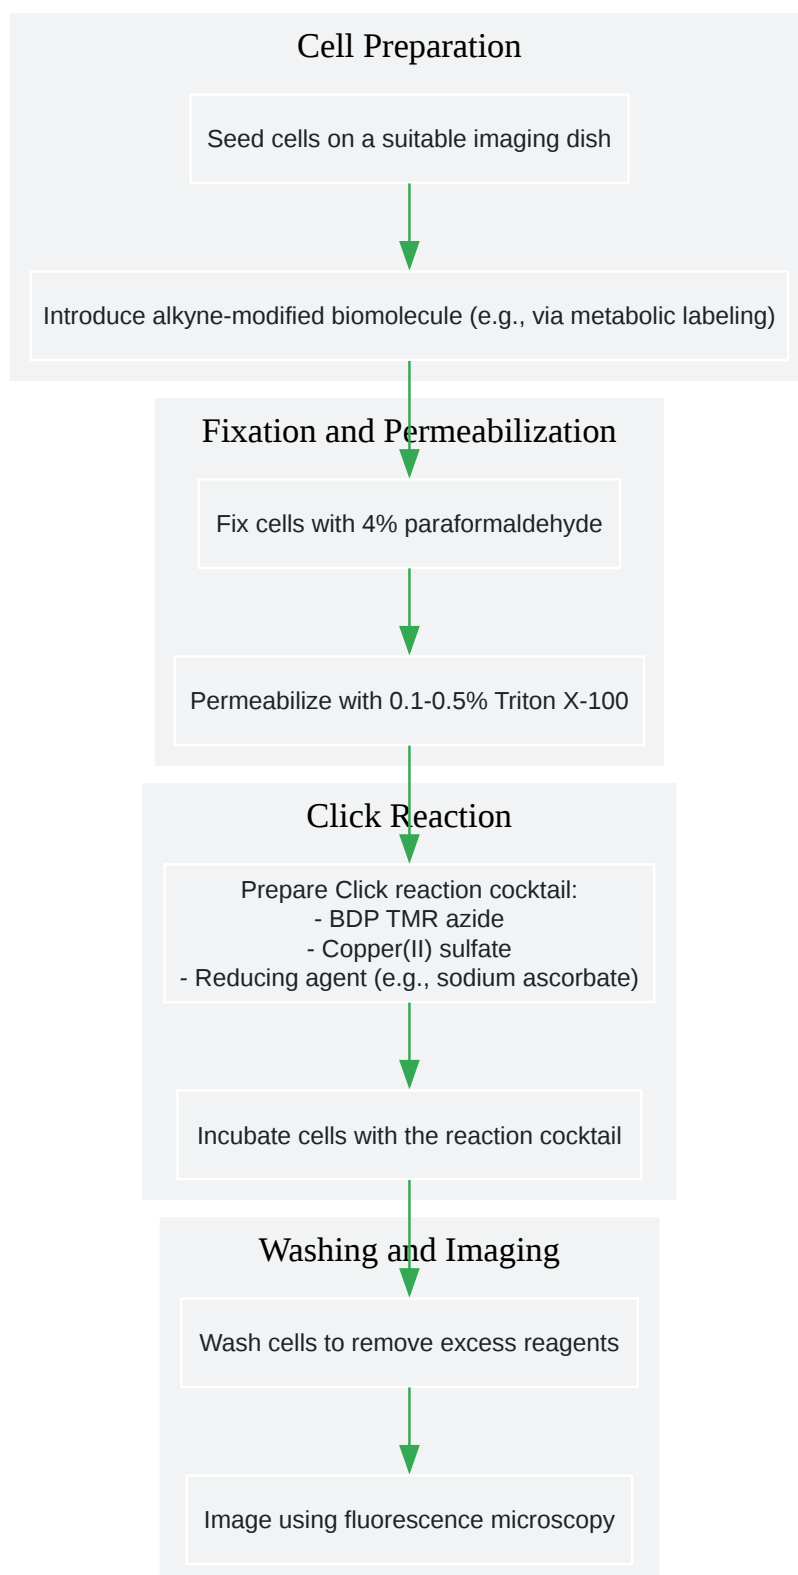 Cell Preparation
Seed cells on a suitable imaging dish
Introduce alkyne-modified biomolecule (e.g., via metabolic labeling)
Fixation and Permeabilization
Fix cells with 4% paraformaldehyde
Permeabilize with 0.1-0.5% Triton X-100
Click Reaction
Prepare Click reaction cocktail:
- BDP TMR azide
- Copper(II) sulfate
- Reducing agent (e.g., sodium ascorbate)
Incubate cells with the reaction cocktail
Washing and Imaging
Wash cells to remove excess reagents
Image using fluorescence microscopy